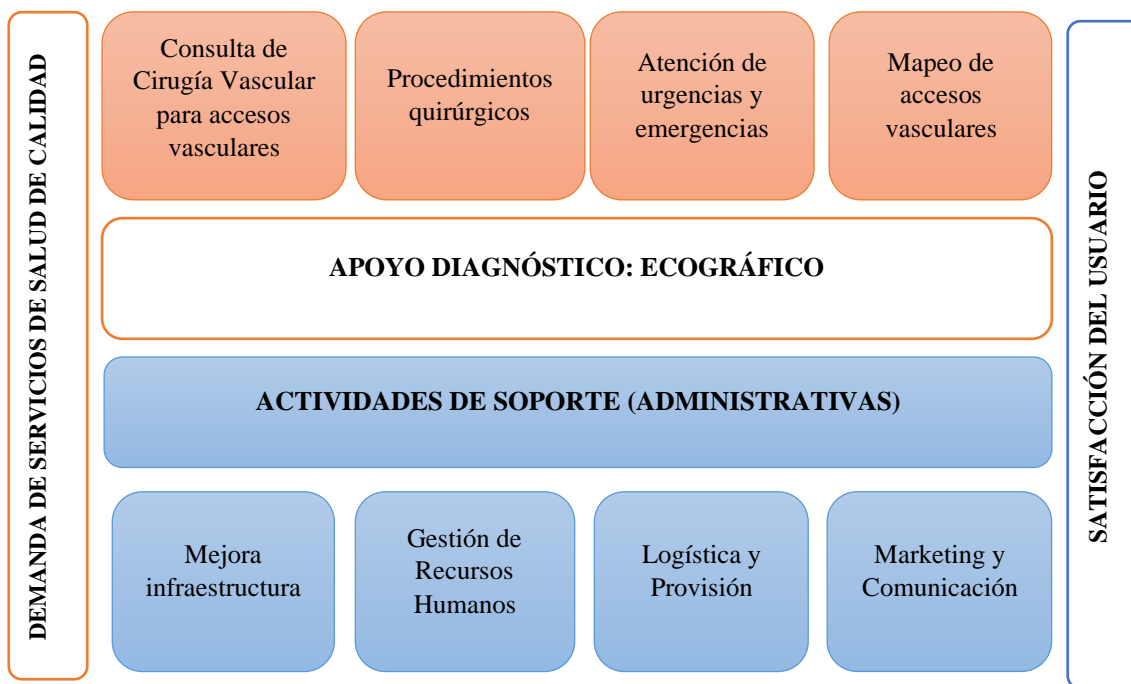 DEMANDA DE SERVICIOS DE SALUD DE CALIDAD
Consulta de
Cirugía Vascular
para accesos
vasculares
Procedimientos
quirúrgicos
Atención de
urgencias y
emergencias
Mapeo de
accesos
vasculares
APOYO DIAGNÓSTICO: ECOGRÁFICO
ACTIVIDADES DE SOPORTE (ADMINISTRATIVAS)
Mejora
infraestructura
Gestión de
Recursos
Humanos
Logística y
Provisión
Marketing y
Comunicación
SATISFACCIÓN DEL USUARIO